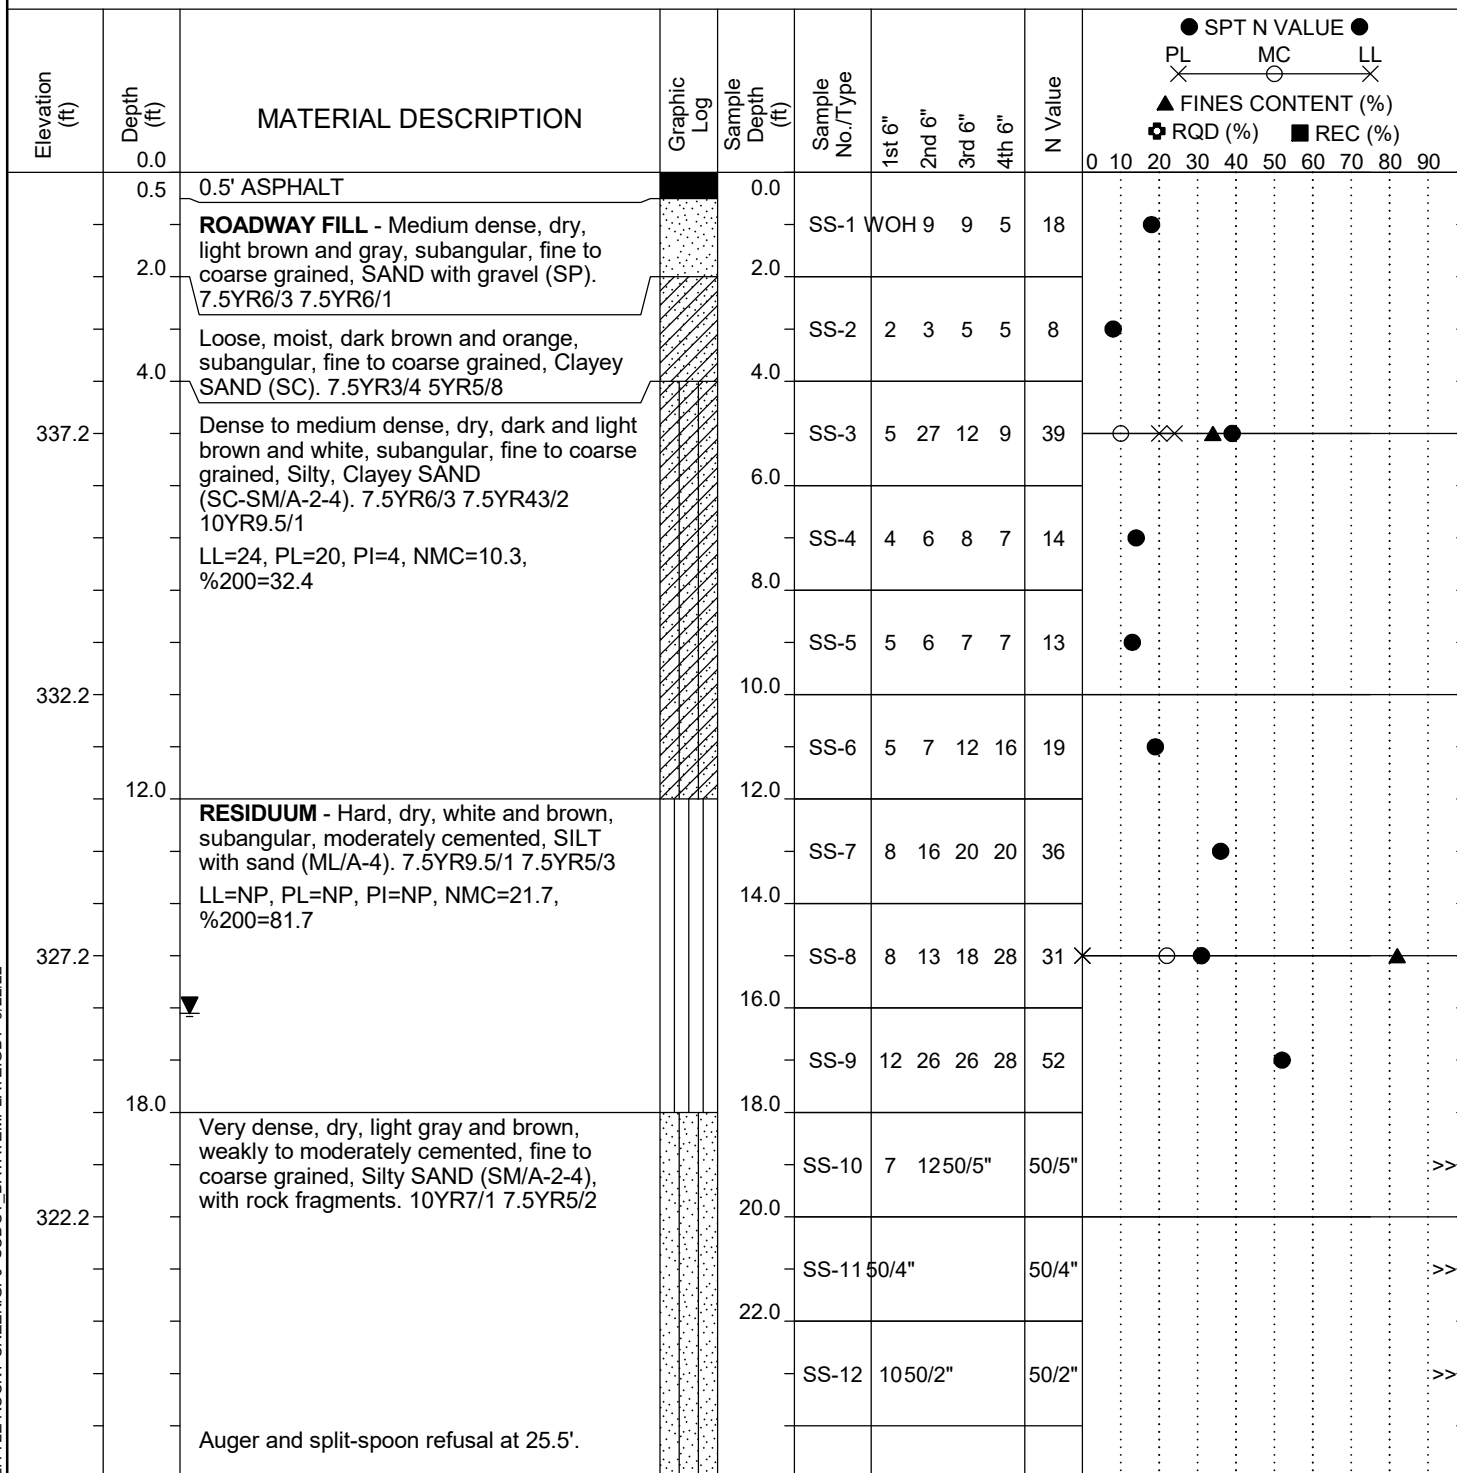 ● SPT N VALUE ●
PL MC LL
▲ FINES CONTENT (%)
RQD (%) ■ REC (%)
0 10 20 30 40 50 60 70 80 90
Elevation
(ft)
Depth
(ft)
0.0
MATERIAL DESCRIPTION
Graphic
Log
Sample
Depth
(ft)
Sample
No./Type
1st 6"
2nd 6"
3rd 6"
4th 6"
N Value
0.5 0.5' ASPHALT 0.0
ROADWAY FILL - Medium dense, dry,
light brown and gray, subangular, fine to
coarse grained, SAND with gravel (SP).
7.5YR6/3 7.5YR6/1
SS-1 WOH 9 9 5 18
2.0 2.0
Loose, moist, dark brown and orange,
subangular, fine to coarse grained, Clayey
SAND (SC). 7.5YR3/4 5YR5/8
SS-2 2 3 5 5 8
4.0 4.0
Dense to medium dense, dry, dark and light
brown and white, subangular, fine to coarse
grained, Silty, Clayey SAND
(SC-SM/A-2-4). 7.5YR6/3 7.5YR43/2
10YR9.5/1
LL=24, PL=20, PI=4, NMC=10.3,
%200=32.4
337.2 SS-3 5 27 12 9 39
6.0
SS-4 4 6 8 7 14
8.0
SS-5 5 6 7 7 13
10.0
332.2
SS-6 5 7 12 16 19
12.0 12.0
RESIDUUM - Hard, dry, white and brown,
subangular, moderately cemented, SILT
with sand (ML/A-4). 7.5YR9.5/1 7.5YR5/3
LL=NP, PL=NP, PI=NP, NMC=21.7,
%200=81.7
SS-7 8 16 20 20 36
14.0
327.2 SS-8 8 13 18 28 31
16.0
SS-9 12 26 26 28 52
18.0 18.0
Very dense, dry, light gray and brown,
weakly to moderately cemented, fine to
coarse grained, Silty SAND (SM/A-2-4),
with rock fragments. 10YR7/1 7.5YR5/2
SS-10 7 12 50/5" 50/5" >>
20.0
322.2
SS-11 50/4" 50/4" >>
22.0
SS-12 10 50/2" 50/2" >>
Auger and split-spoon refusal at 25.5'.